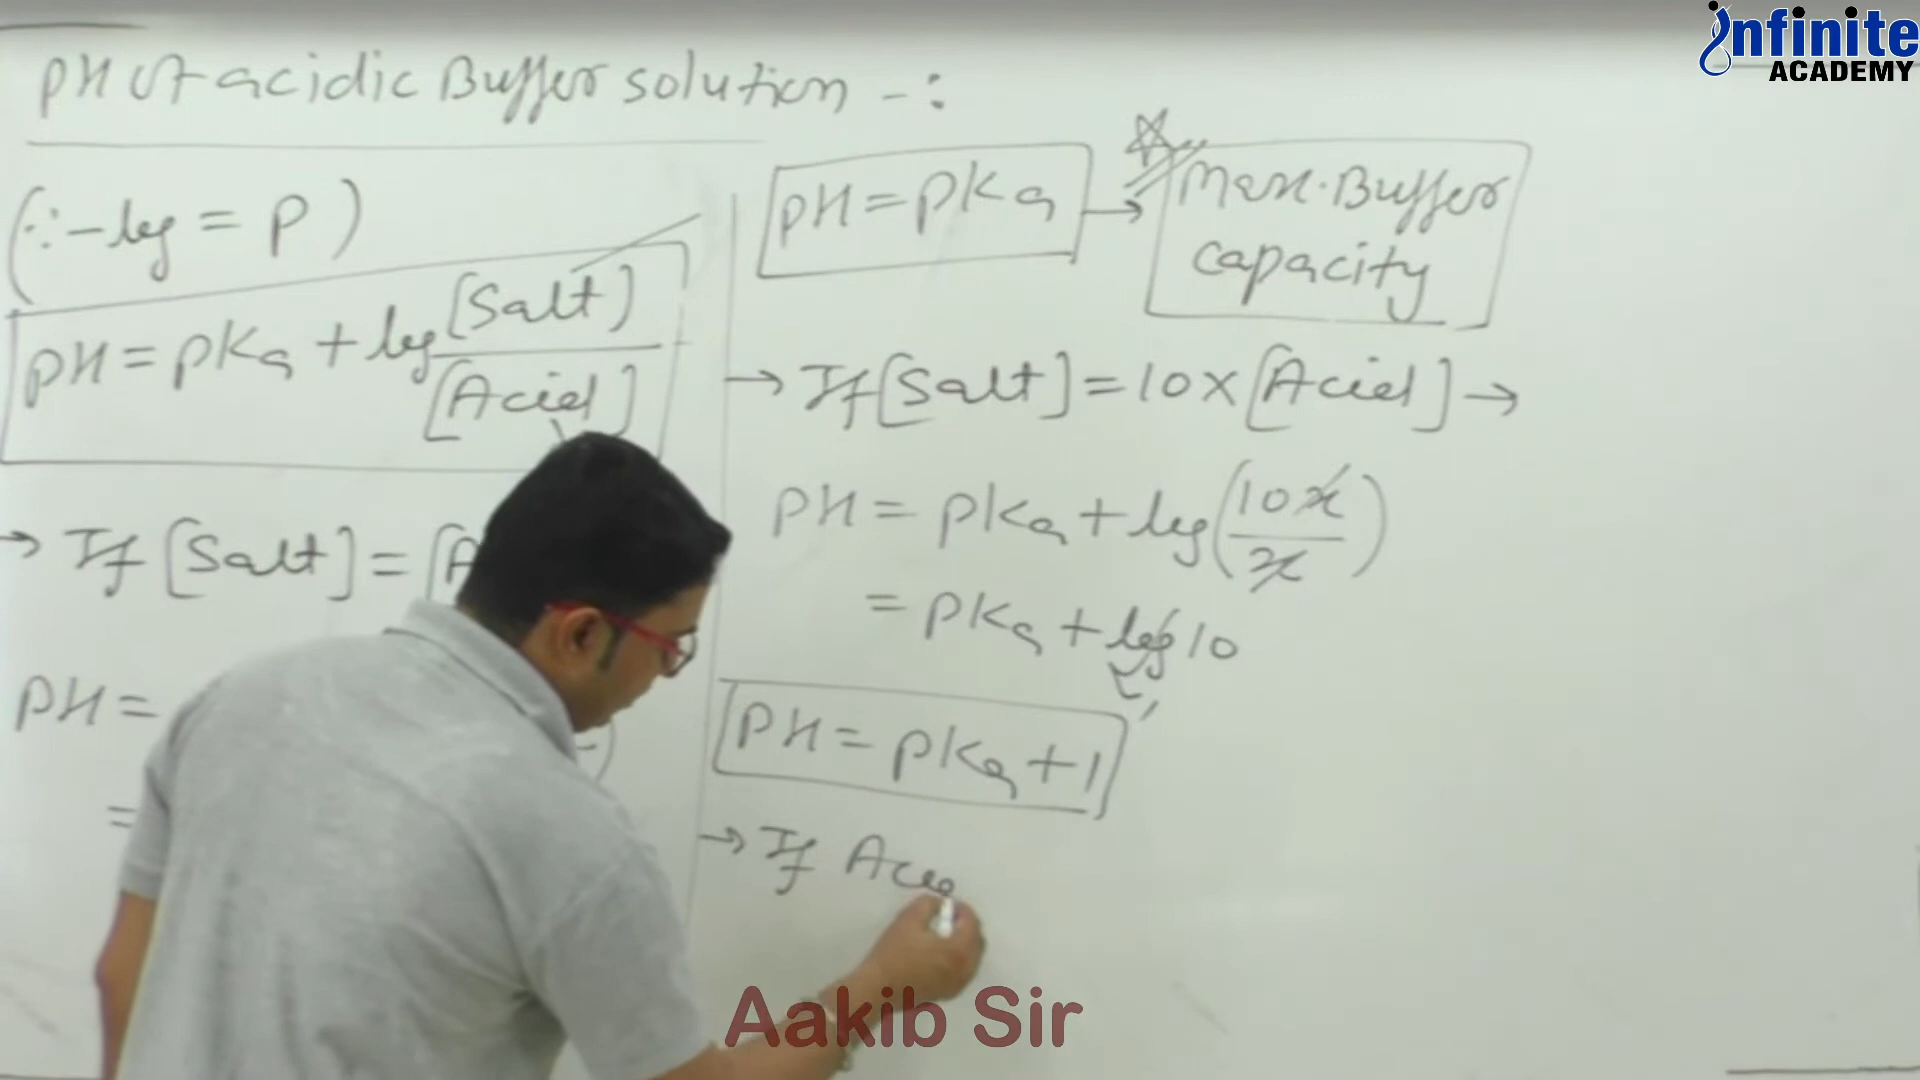 PH of acidic Buffer solution -:
(∵ -log = P)
PH = PKa + log [Salt] / [Acid]
→ If [Salt] = [A
PH =
=
PH = PKa → Max. Buffer capacity
→ If [Salt] = 10 x [Acid] →
PH = PKa + log (10x / x)
= PKa + log 10
PH = PKa + 1
→ If Aci
infinite
ACADEMY
Aakib Sir